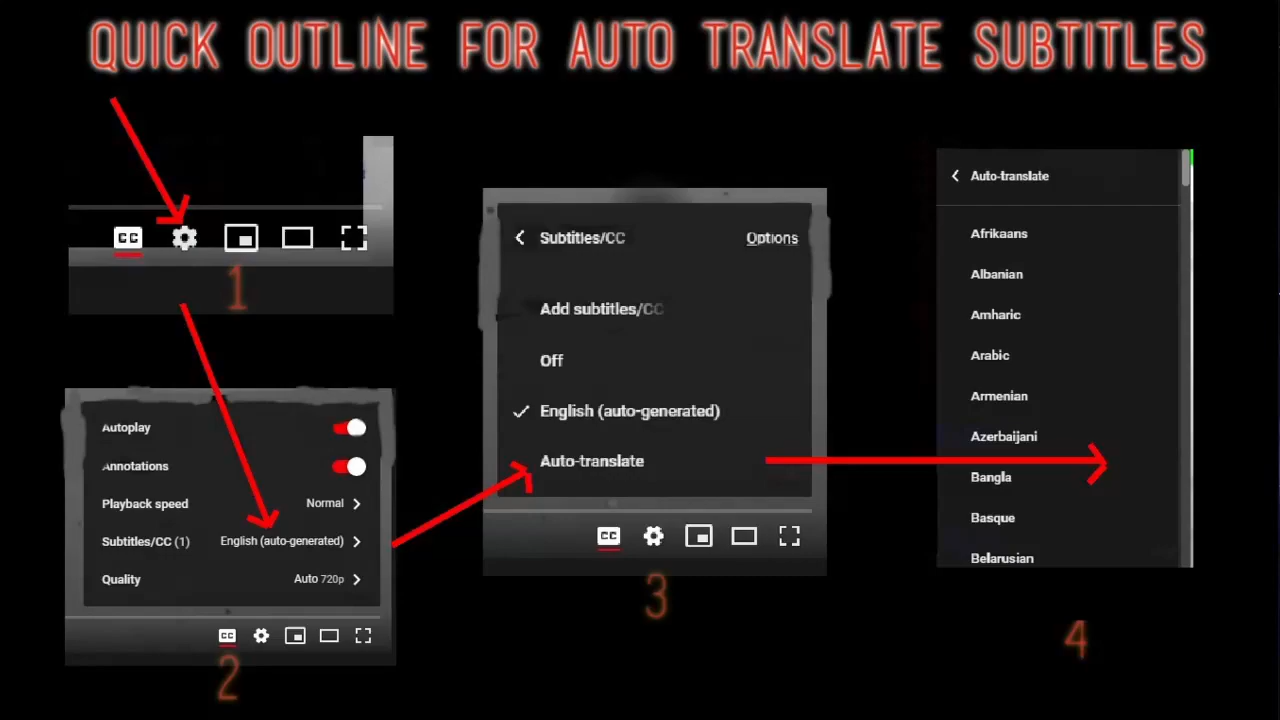 QUICK OUTLINE FOR AUTO TRANSLATE SUBTITLES
CC
1
Autoplay
Annotations
Playback speed Normal
Subtitles/CC (1) English (auto-generated)
Quality Auto 720p
CC
2
Subtitles/CC Options
Add subtitles/CC
Off
English (auto-generated)
Auto-translate
CC
3
Auto-translate
Afrikaans
Albanian
Amharic
Arabic
Armenian
Azerbaijani
Bangla
Basque
Belarusian
4